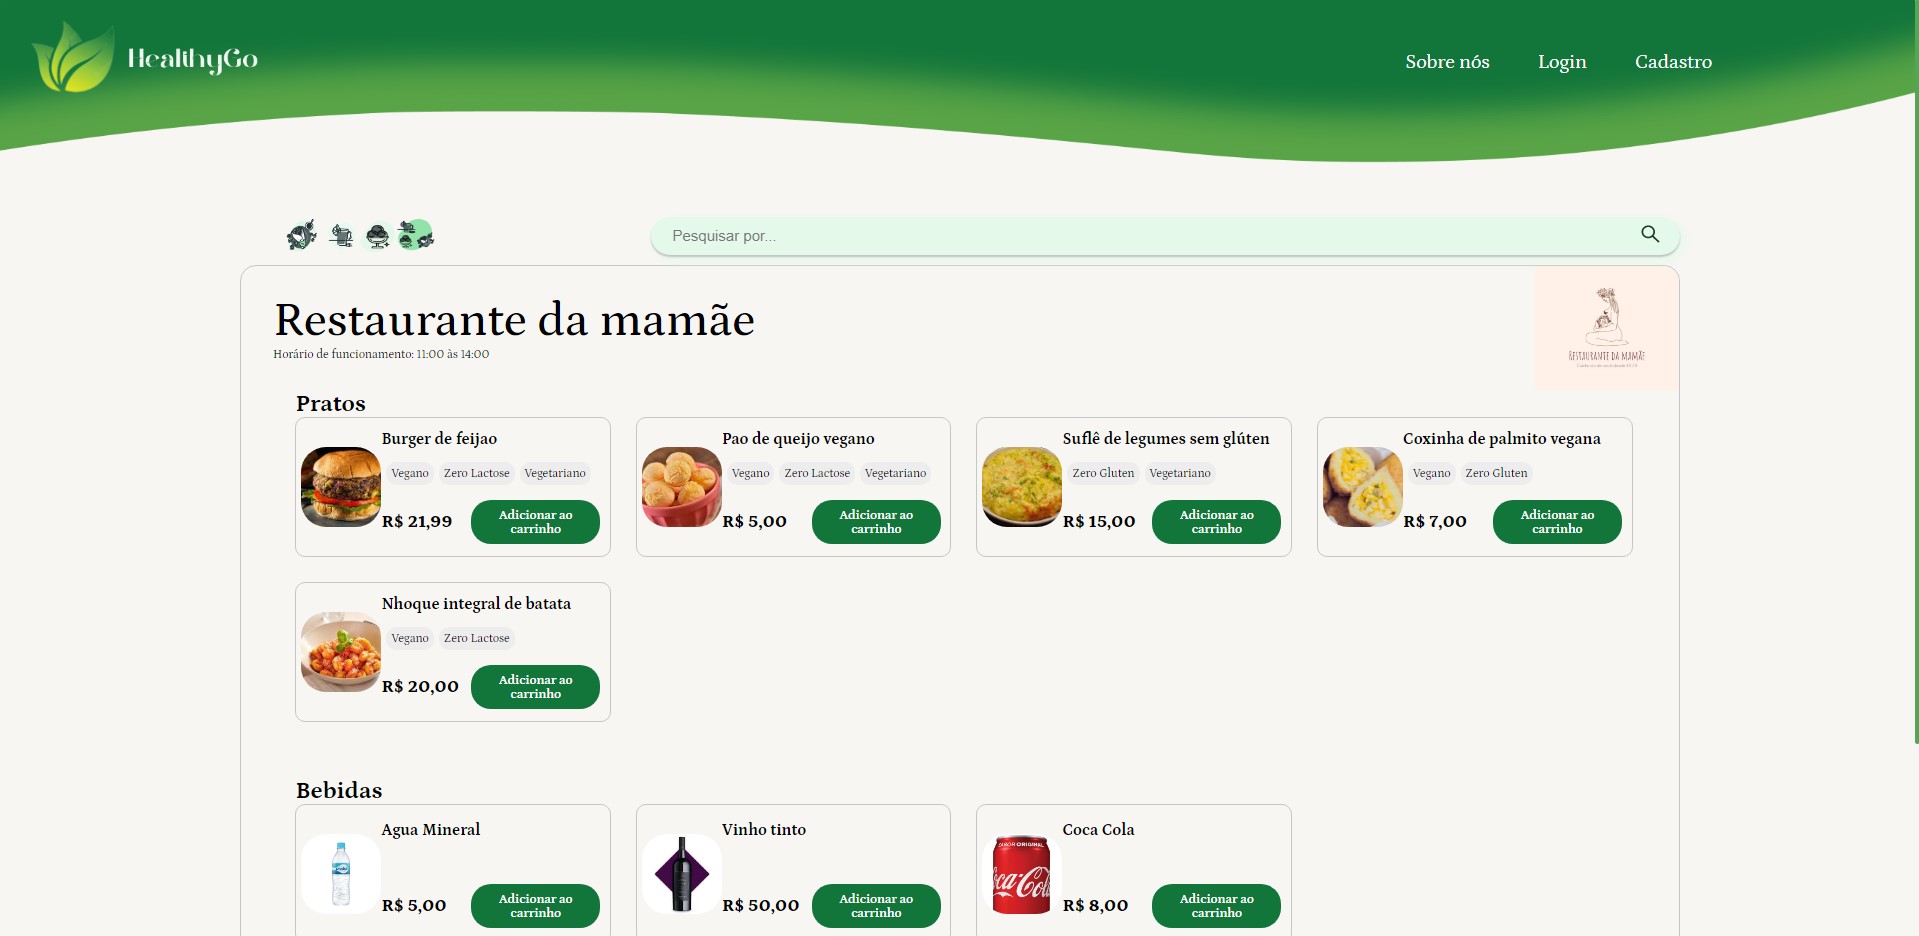 HealthyGo
Sobre nós
Login
Cadastro
Pesquisar por...
Restaurante da mamãe
Horário de funcionamento: 11:00 às 14:00
RESTAURANTE DA MAMÃE
Pratos
Burger de feijao
Vegano Zero Lactose Vegetariano
R$ 21,99
Adicionar ao
carrinho
Pao de queijo vegano
Vegano Zero Lactose Vegetariano
R$ 5,00
Adicionar ao
carrinho
Suflê de legumes sem glúten
Zero Gluten Vegetariano
R$ 15,00
Adicionar ao
carrinho
Coxinha de palmito vegana
Vegano Zero Gluten
R$ 7,00
Adicionar ao
carrinho
Nhoque integral de batata
Vegano Zero Lactose
R$ 20,00
Adicionar ao
carrinho
Bebidas
Agua Mineral
R$ 5,00
Adicionar ao
carrinho
Vinho tinto
R$ 50,00
Adicionar ao
carrinho
Coca Cola
SABOR ORIGINAL
R$ 8,00
Adicionar ao
carrinho